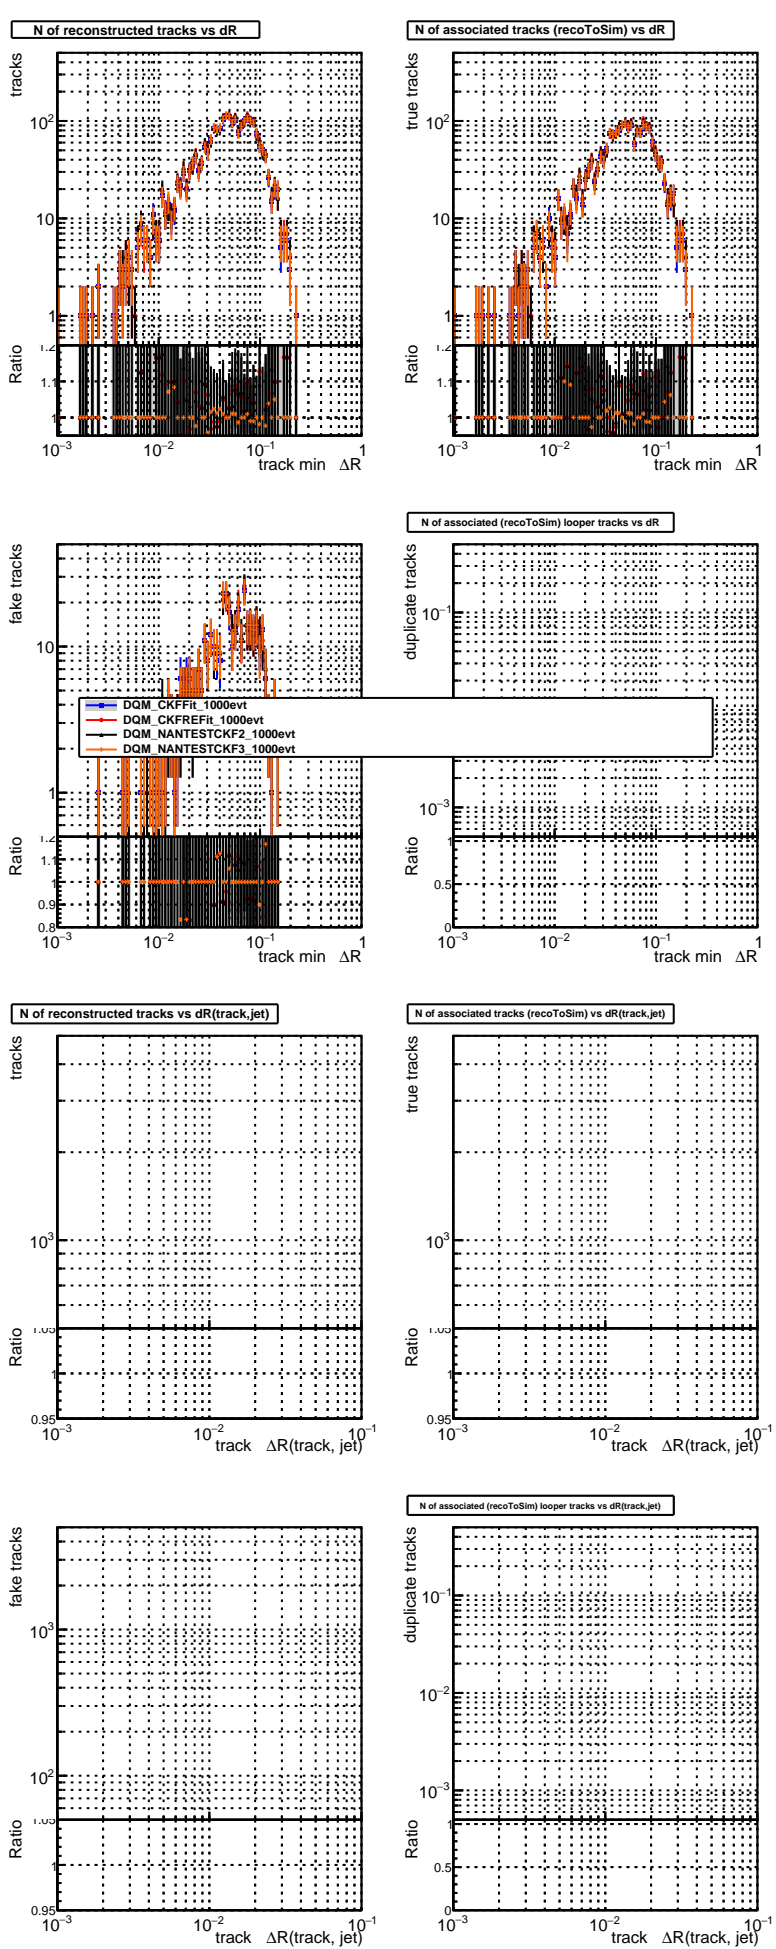 N of reconstructed tracks vs dR
tracks
10²
10
1
Ratio
1.2
1.1
1
10⁻³ 10⁻² 10⁻¹ 1
track min ΔR
N of associated tracks (recoToSim) vs dR
true tracks
10²
10
1
Ratio
1.2
1.1
1
10⁻³ 10⁻² 10⁻¹ 1
track min ΔR
fake tracks
10
1
Ratio
1.2
1.1
1
0.9
0.8
10⁻³ 10⁻² 10⁻¹ 1
track min ΔR
N of associated (recoToSim) looper tracks vs dR
duplicate tracks
10⁻¹
10⁻³
Ratio
1
0.5
0
10⁻³ 10⁻² 10⁻¹ 1
track min ΔR
DQM_CKFFit_1000evt
DQM_CKFREFit_1000evt
DQM_NANTESTCKF2_1000evt
DQM_NANTESTCKF3_1000evt
N of reconstructed tracks vs dR(track,jet)
tracks
10³
Ratio
1.05
1
0.95
10⁻³ 10⁻² 10⁻¹
track ΔR(track, jet)
N of associated tracks (recoToSim) vs dR(track,jet)
true tracks
10³
Ratio
1.05
1
0.95
10⁻³ 10⁻² 10⁻¹
track ΔR(track, jet)
fake tracks
10³
10²
Ratio
1.05
1
0.95
10⁻³ 10⁻² 10⁻¹
track ΔR(track, jet)
N of associated (recoToSim) looper tracks vs dR(track,jet)
duplicate tracks
10⁻¹
10⁻²
10⁻³
Ratio
1
0.5
0
10⁻³ 10⁻² 10⁻¹
track ΔR(track, jet)